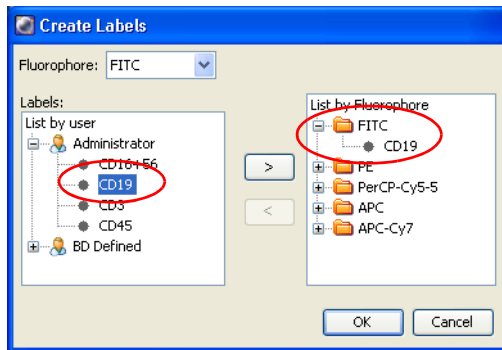 Create Labels
Fluorophore: FITC
Labels:
List by user
Administrator
CD16+56
CD19
CD3
CD45
BD Defined
>
<
List by Fluorophore
FITC
CD19
PE
PerCP-Cy5-5
APC
APC-Cy7
OK
Cancel